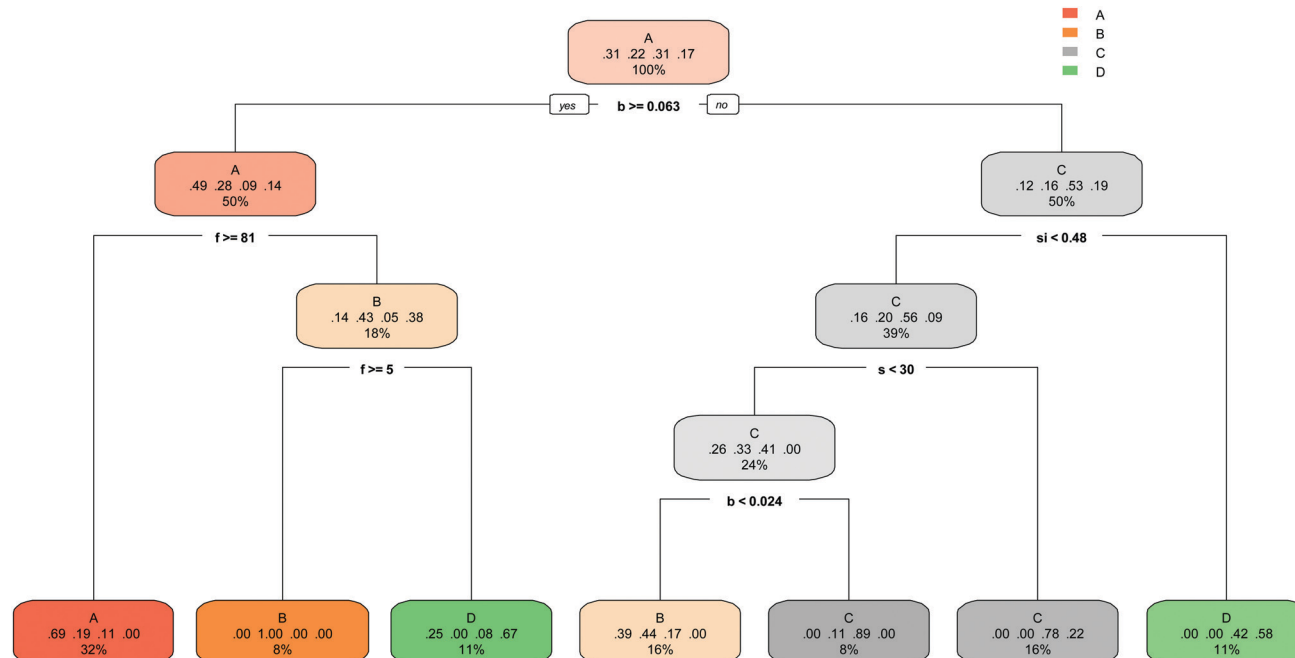 A
B
C
D
A
.31 .22 .31 .17
100%
yes b >= 0.063 no
A
.49 .28 .09 .14
50%
C
.12 .16 .53 .19
50%
f >= 81
si < 0.48
B
.14 .43 .05 .38
18%
C
.16 .20 .56 .09
39%
f >= 5
s < 30
C
.26 .33 .41 .00
24%
b < 0.024
A
.69 .19 .11 .00
32%
B
.00 1.00 .00 .00
8%
D
.25 .00 .08 .67
11%
B
.39 .44 .17 .00
16%
C
.00 .11 .89 .00
8%
C
.00 .00 .78 .22
16%
D
.00 .00 .42 .58
11%